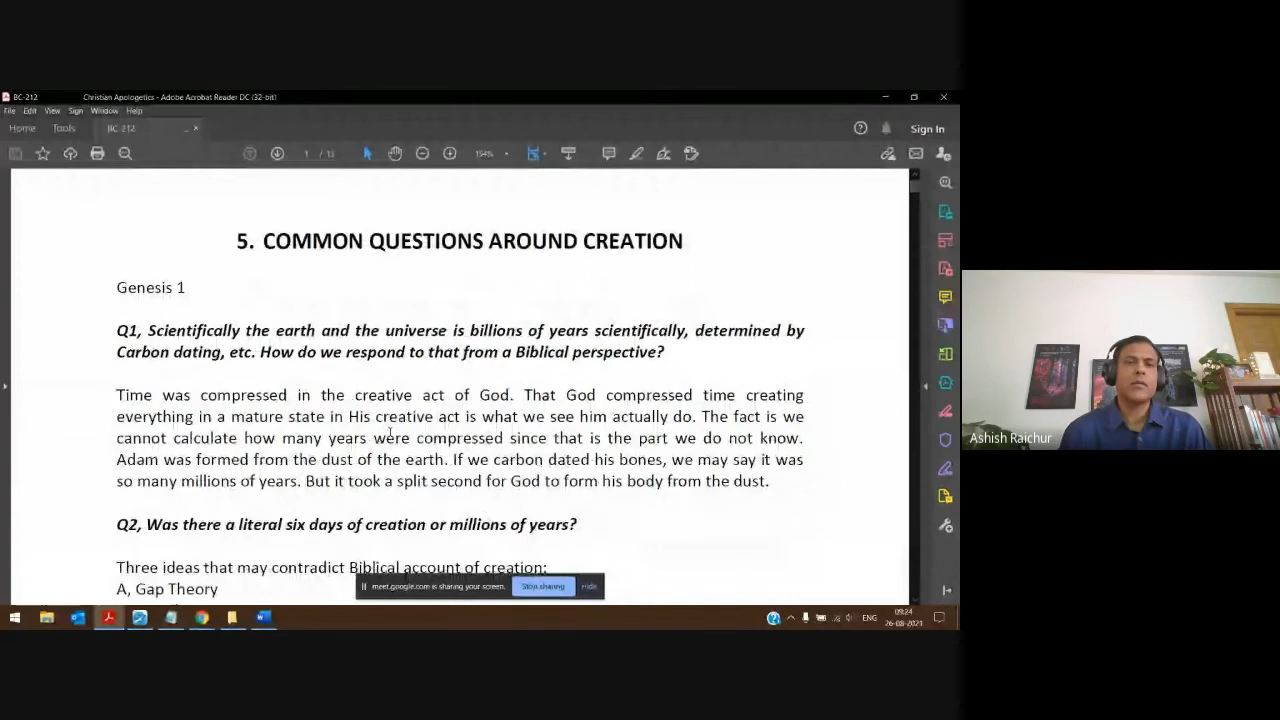 BC-212
Christian Apologetics - Adobe Acrobat Reader DC (32-bit)
File Edit View Sign Window Help
Home Tools BC-212
Sign In
1 / 13
154%
5. COMMON QUESTIONS AROUND CREATION
Genesis 1
Q1, Scientifically the earth and the universe is billions of years scientifically, determined by
Carbon dating, etc. How do we respond to that from a Biblical perspective?
Time was compressed in the creative act of God. That God compressed time creating
everything in a mature state in His creative act is what we see him actually do. The fact is we
cannot calculate how many years were compressed since that is the part we do not know.
Adam was formed from the dust of the earth. If we carbon dated his bones, we may say it was
so many millions of years. But it took a split second for God to form his body from the dust.
Q2, Was there a literal six days of creation or millions of years?
Three ideas that may contradict Biblical account of creation:
A, Gap Theory
meet.google.com is sharing your screen.
Stop sharing
Hide
ENG
09:24
26-08-2021
Ashish Raichur